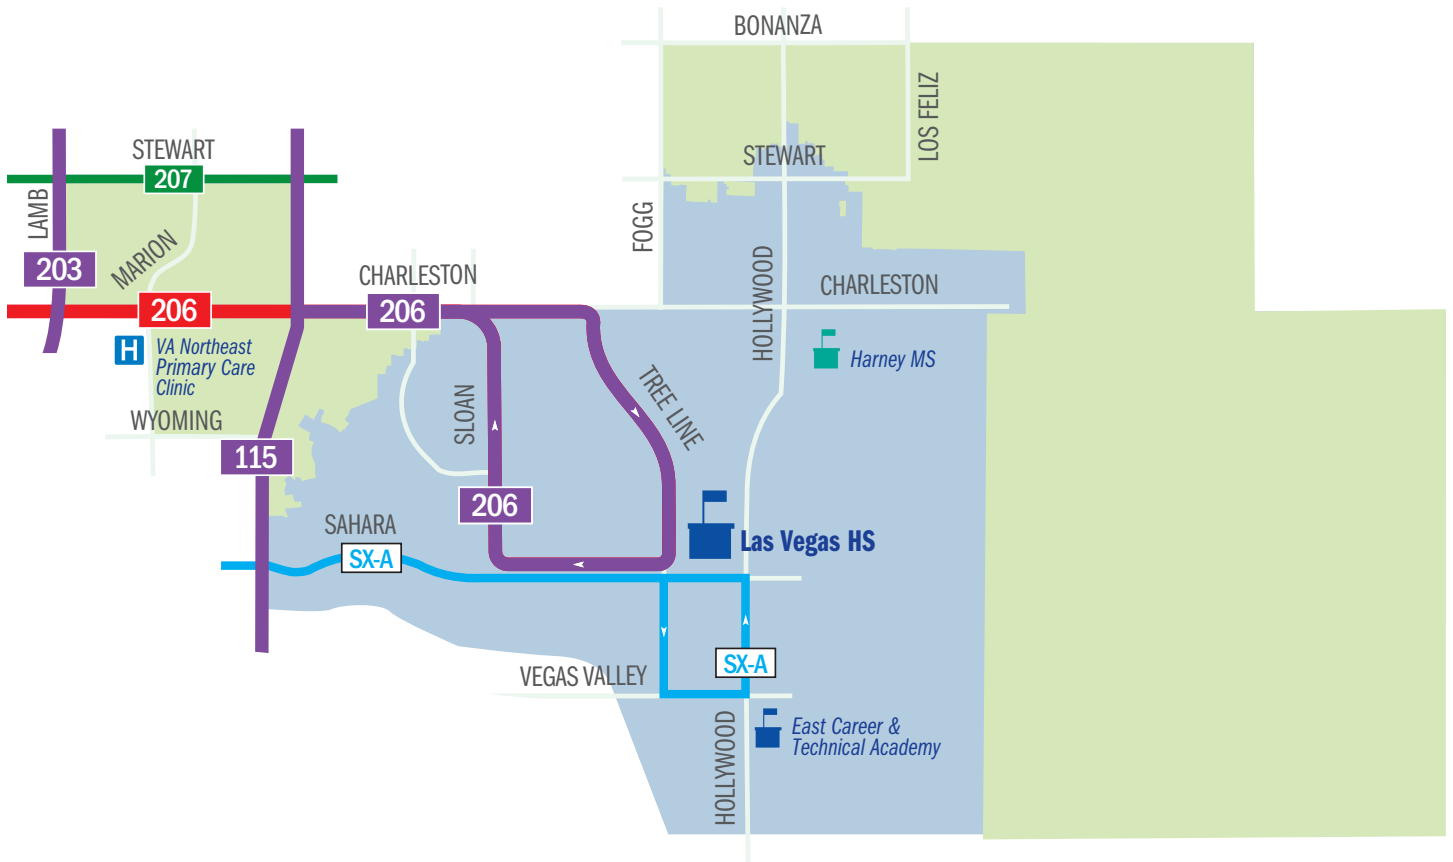 BONANZA
LOS FELIZ
STEWART
207
STEWART
LAMB
MARION
203
FOGG
HOLLYWOOD
CHARLESTON
CHARLESTON
206
206
H
VA Northeast
Primary Care
Clinic
Harney MS
TREE LINE
SLOAN
WYOMING
115
206
SAHARA
SX-A
Las Vegas HS
VEGAS VALLEY
SX-A
HOLLYWOOD
East Career &
Technical Academy